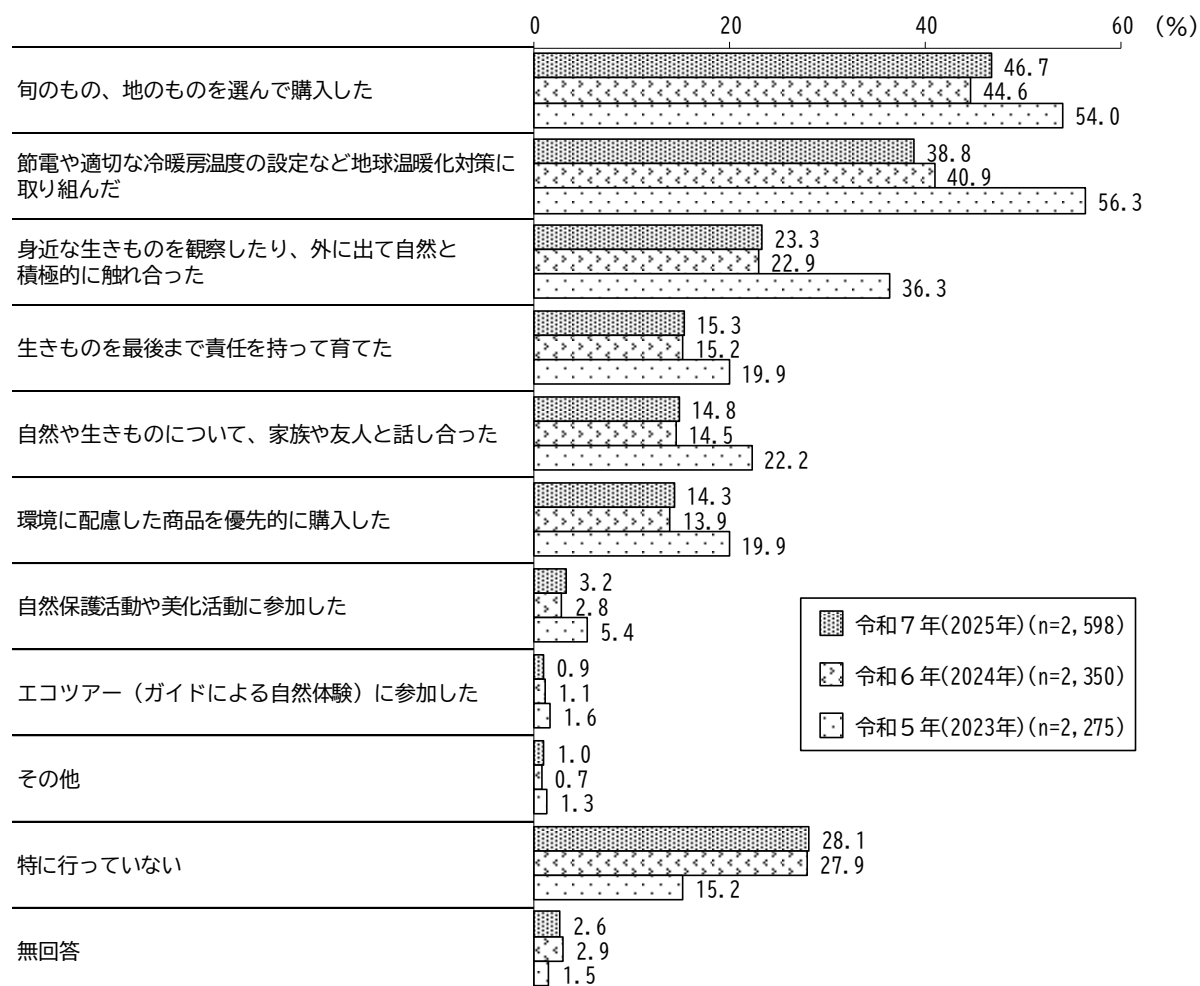 0 20 40 60 (%)
旬のもの、地のものを選んで購入した
46.7
44.6
54.0
節電や適切な冷暖房温度の設定など地球温暖化対策に
取り組んだ
38.8
40.9
56.3
身近な生きものを観察したり、外に出て自然と
積極的に触れ合った
23.3
22.9
36.3
生きものを最後まで責任を持って育てた
15.3
15.2
19.9
自然や生きものについて、家族や友人と話し合った
14.8
14.5
22.2
環境に配慮した商品を優先的に購入した
14.3
13.9
19.9
自然保護活動や美化活動に参加した
3.2
2.8
5.4
エコツアー（ガイドによる自然体験）に参加した
0.9
1.1
1.6
その他
1.0
0.7
1.3
特に行っていない
28.1
27.9
15.2
無回答
2.6
2.9
1.5
令和７年(2025年)(n=2,598)
令和６年(2024年)(n=2,350)
令和５年(2023年)(n=2,275)